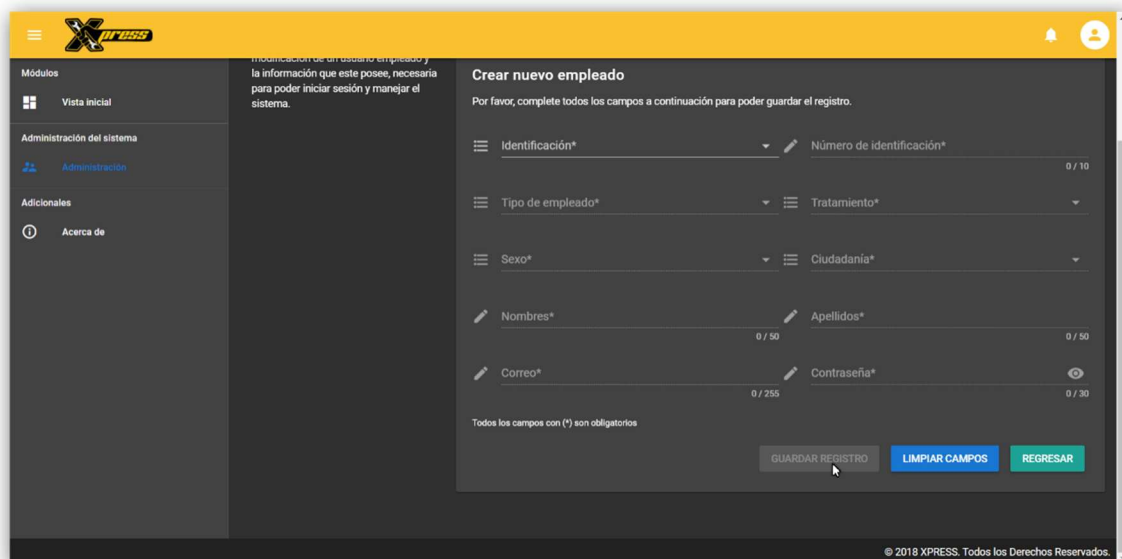 Xpress
Módulos
Vista inicial
Administración del sistema
Administración
Adicionales
Acerca de
modificación de un usuario empleado y
la información que este posee, necesaria
para poder iniciar sesión y manejar el
sistema.
Crear nuevo empleado
Por favor, complete todos los campos a continuación para poder guardar el registro.
Identificación* Número de identificación*
0 / 10
Tipo de empleado* Tratamiento*
Sexo* Ciudadanía*
Nombres* Apellidos*
0 / 50 0 / 50
Correo* Contraseña*
0 / 255 0 / 30
Todos los campos con (*) son obligatorios
GUARDAR REGISTRO LIMPIAR CAMPOS REGRESAR
© 2018 XPRESS. Todos los Derechos Reservados.